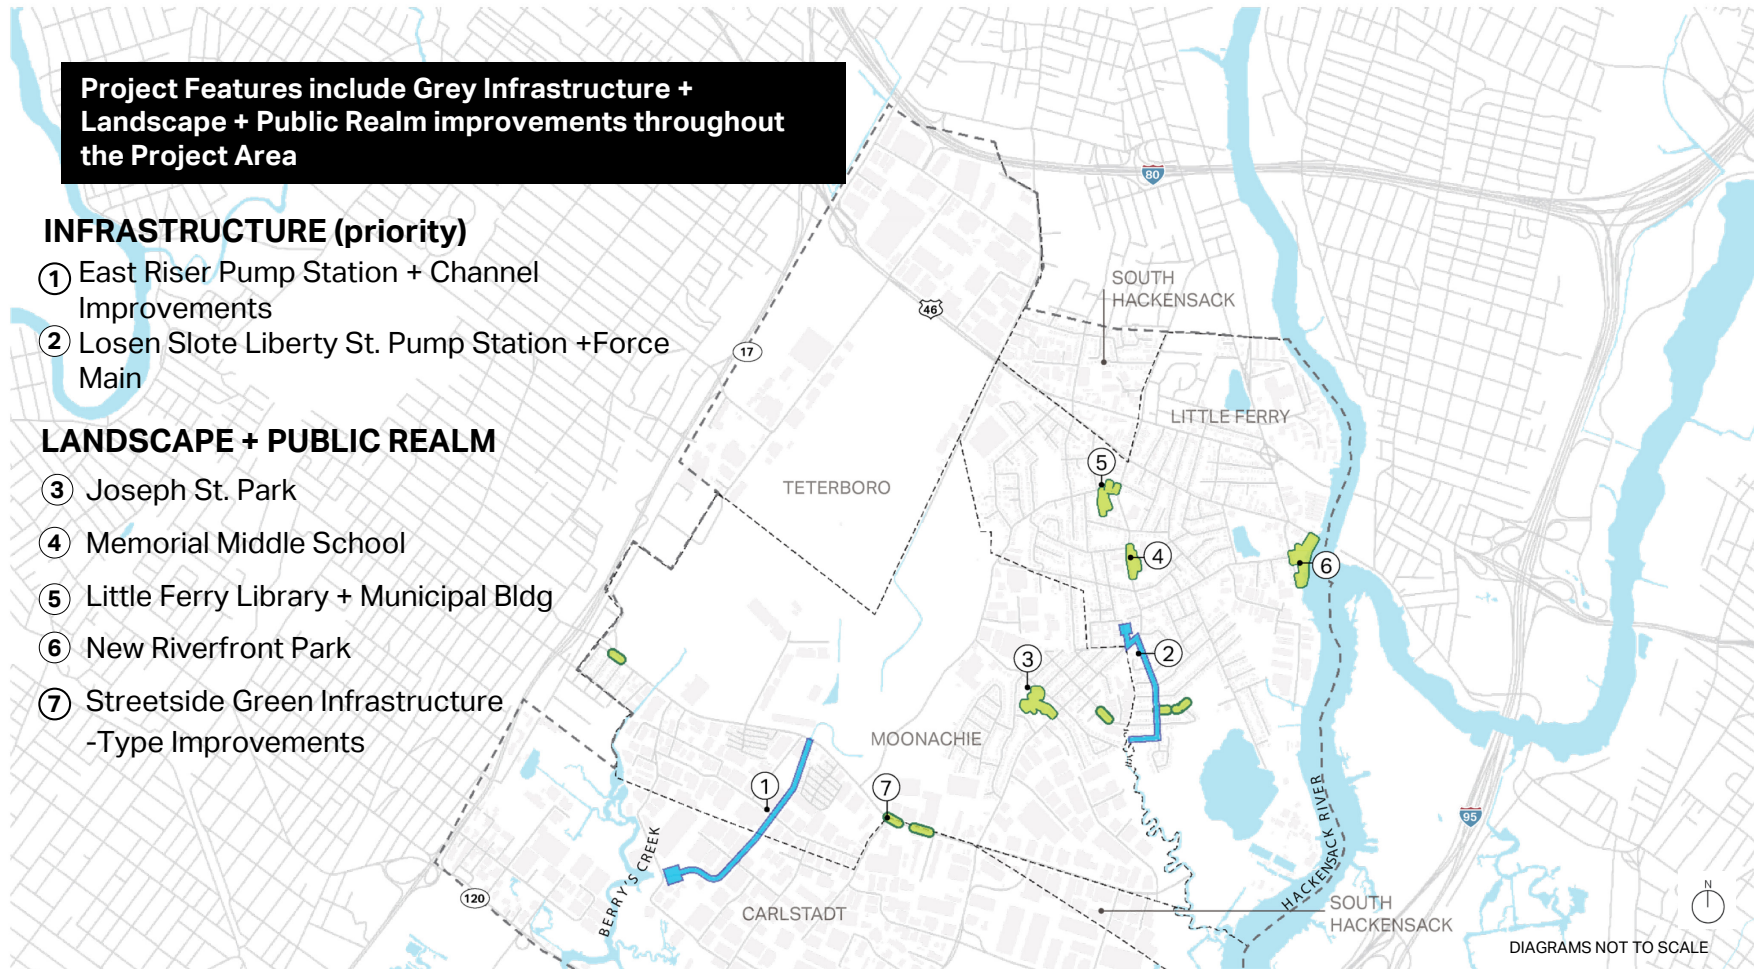 Project Features include Grey Infrastructure +
Landscape + Public Realm improvements throughout
the Project Area
INFRASTRUCTURE (priority)
1 East Riser Pump Station + Channel
Improvements
2 Losen Slote Liberty St. Pump Station +Force
Main
LANDSCAPE + PUBLIC REALM
3 Joseph St. Park
4 Memorial Middle School
5 Little Ferry Library + Municipal Bldg
6 New Riverfront Park
7 Streetside Green Infrastructure
-Type Improvements
80
SOUTH
HACKENSACK
46
17
LITTLE FERRY
5
TETERBORO
4
6
2
3
MOONACHIE
1
7
95
HACKENSACK RIVER
BERRY'S CREEK
120
CARLSTADT
SOUTH
HACKENSACK
N
DIAGRAMS NOT TO SCALE